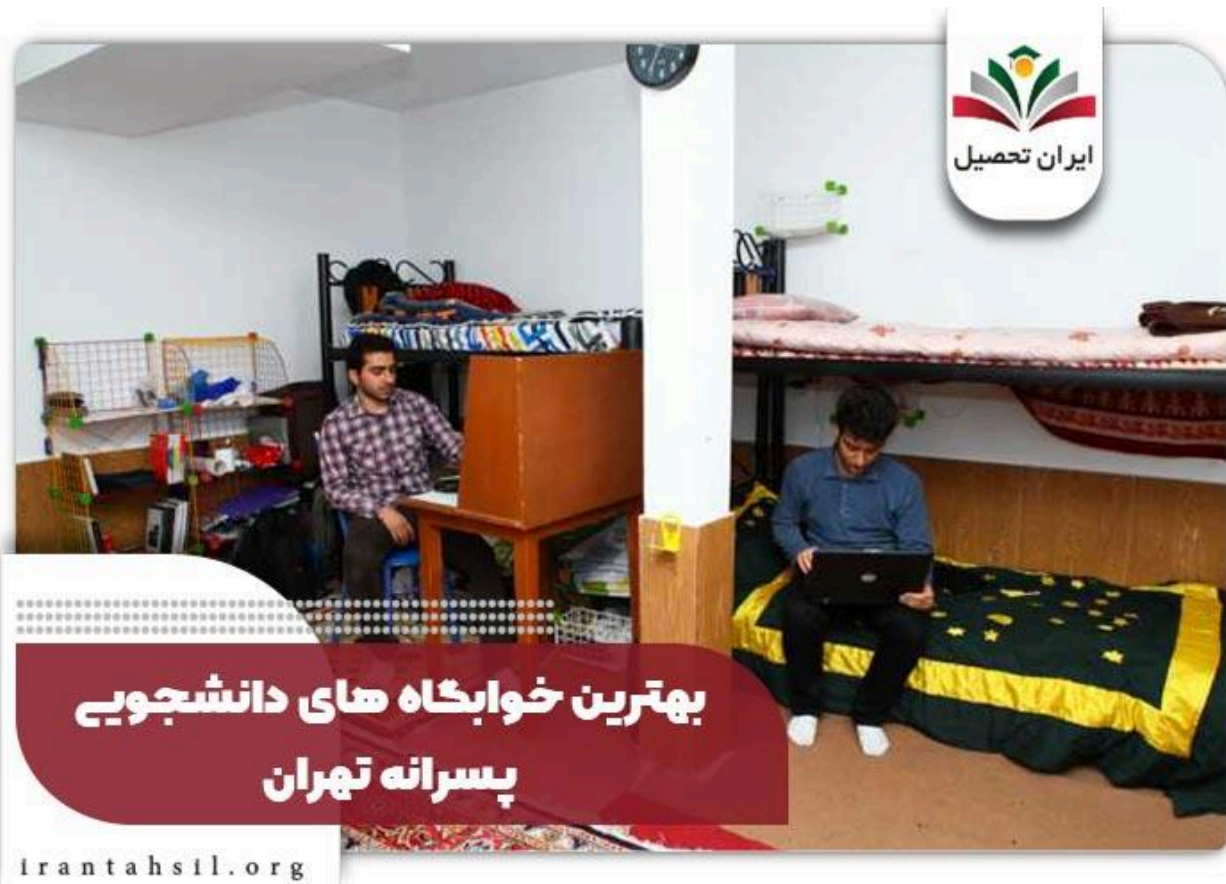 ایران تحصیل
بهترین خوابگاه های دانشجویی
پسرانه تهران
irantahsil.org